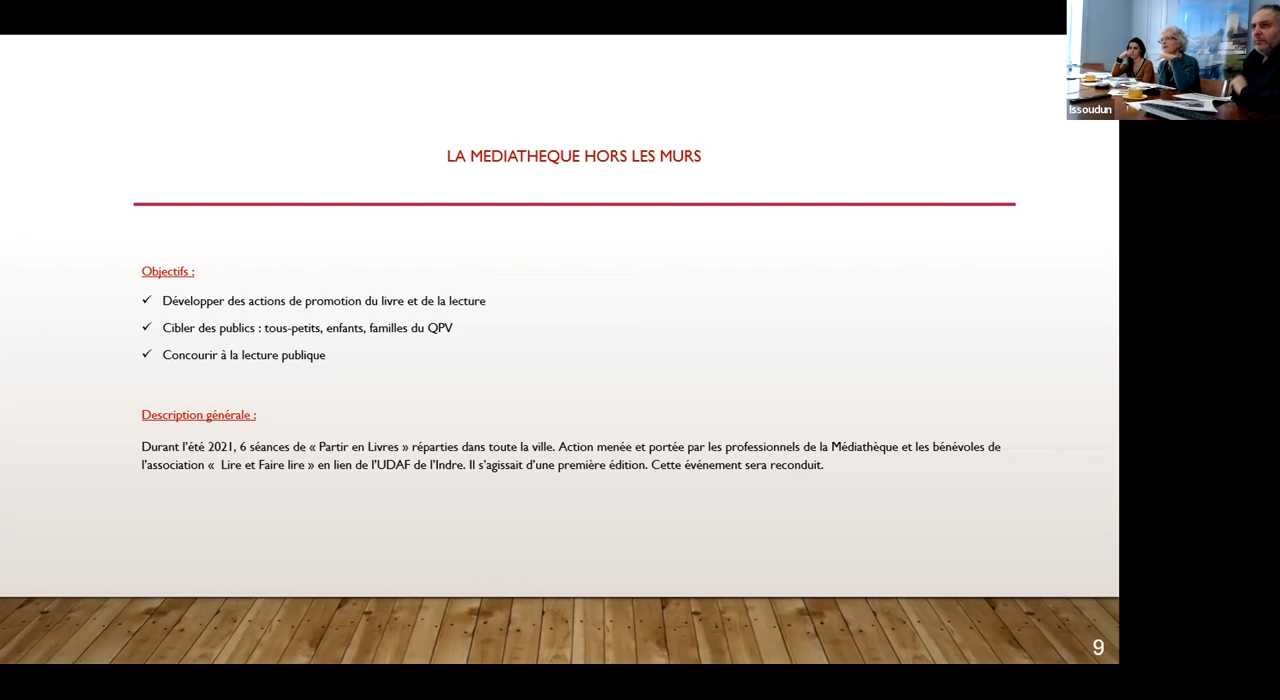 Issoudun
LA MEDIATHEQUE HORS LES MURS
Objectifs :
✓ Développer des actions de promotion du livre et de la lecture
✓ Cibler des publics : tous-petits, enfants, familles du QPV
✓ Concourir à la lecture publique
Description générale :
Durant l'été 2021, 6 séances de « Partir en Livres » réparties dans toute la ville. Action menée et portée par les professionnels de la Médiathèque et les bénévoles de
l'association «  Lire et Faire lire » en lien de l'UDAF de l'Indre. Il s'agissait d'une première édition. Cette événement sera reconduit.
9